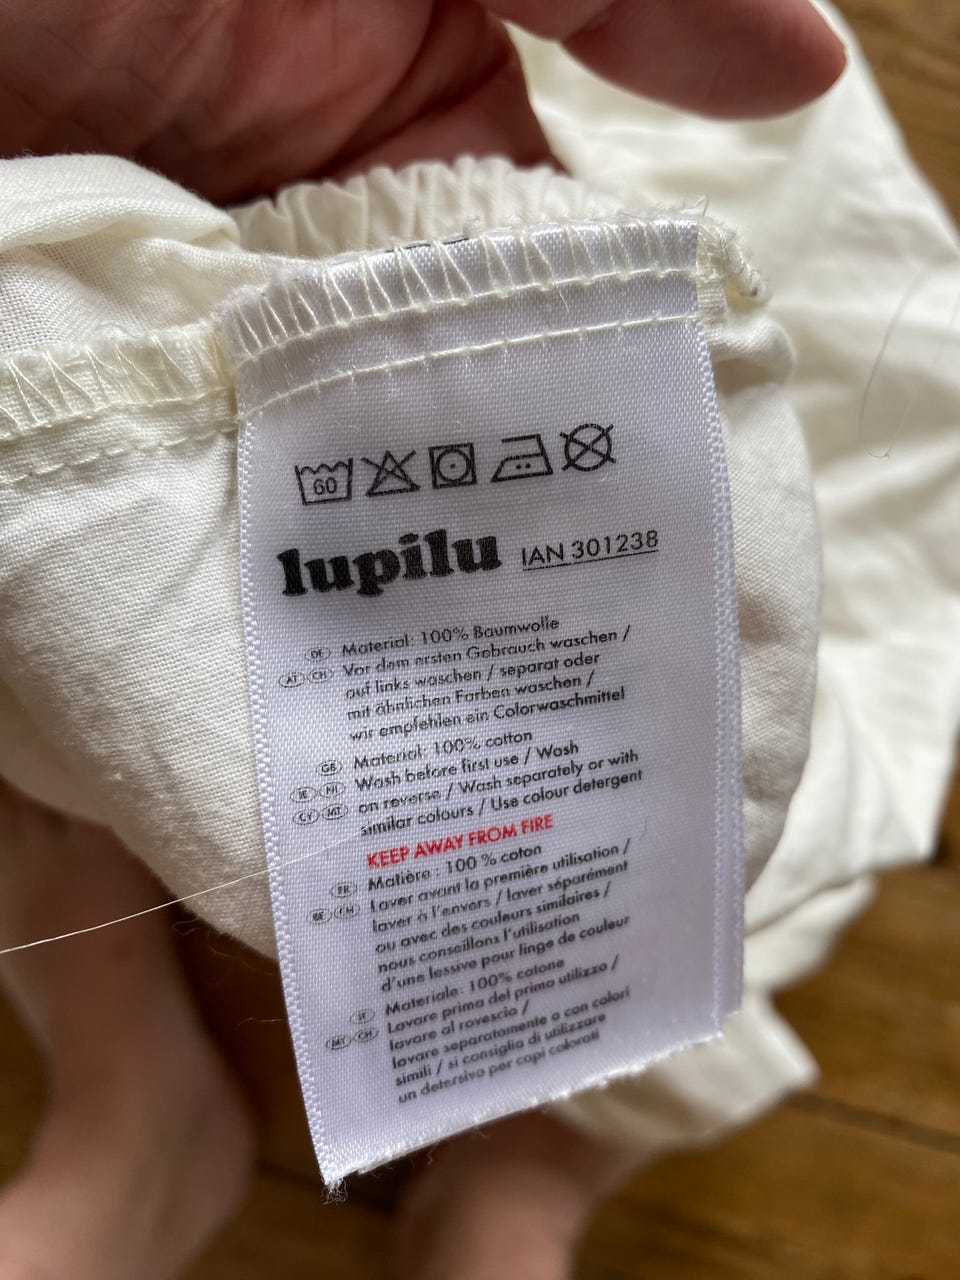 60
lupilu IAN 301238
DE Material: 100% Baumwolle
AT CH Vor dem ersten Gebrauch waschen /
auf links waschen / separat oder
mit ähnlichen Farben waschen /
wir empfehlen ein Colorwaschmittel
GB Material: 100% cotton
IE NI Wash before first use / Wash
CY MT on reverse / Wash separately or with
similar colours / Use colour detergent
KEEP AWAY FROM FIRE
FR Matière : 100 % coton
BE CH Laver avant la première utilisation /
laver à l'envers / laver séparément
ou avec des couleurs similaires /
nous conseillons l'utilisation
d'une lessive pour linge de couleur
IT Materiale: 100% cotone
MT CH Lavare prima del primo utilizzo /
lavare al rovescio /
lavare separatamente o con colori
simili / si consiglia di utilizzare
un detersivo per capi colorati